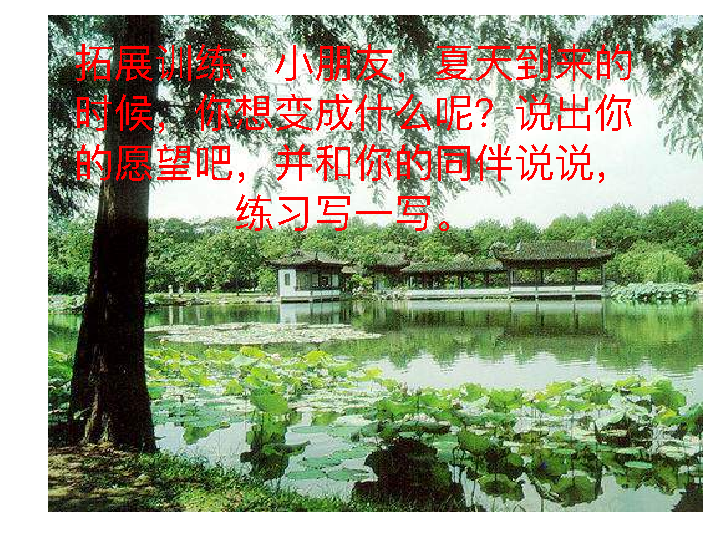 拓展训练：小朋友，夏天到来的
时候，你想变成什么呢？说出你
的愿望吧，并和你的同伴说说，
练习写一写。